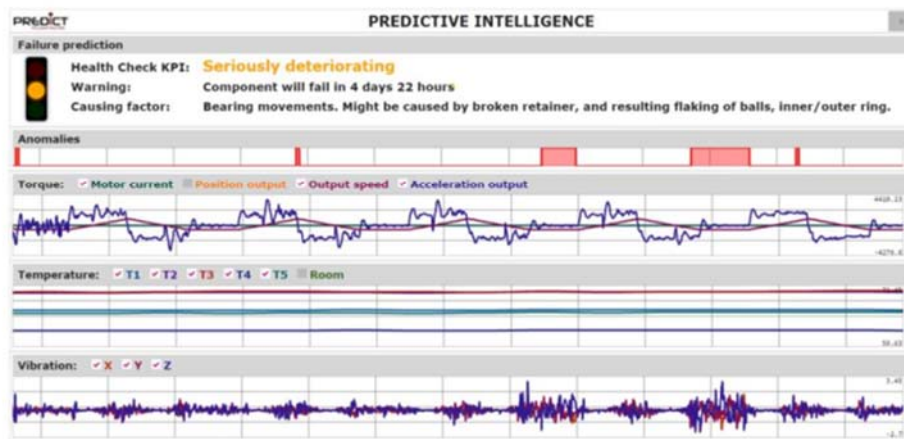 PREDICT
PREDICTIVE INTELLIGENCE
Failure prediction
Health Check KPI: Seriously deteriorating
Warning: Component will fail in 4 days 22 hours
Causing factor: Bearing movements. Might be caused by broken retainer, and resulting flaking of balls, inner/outer ring.
Anomalies
Torque: Motor current Position output Output speed Acceleration output
Temperature: T1 T2 T3 T4 T5 Room
Vibration: X Y Z